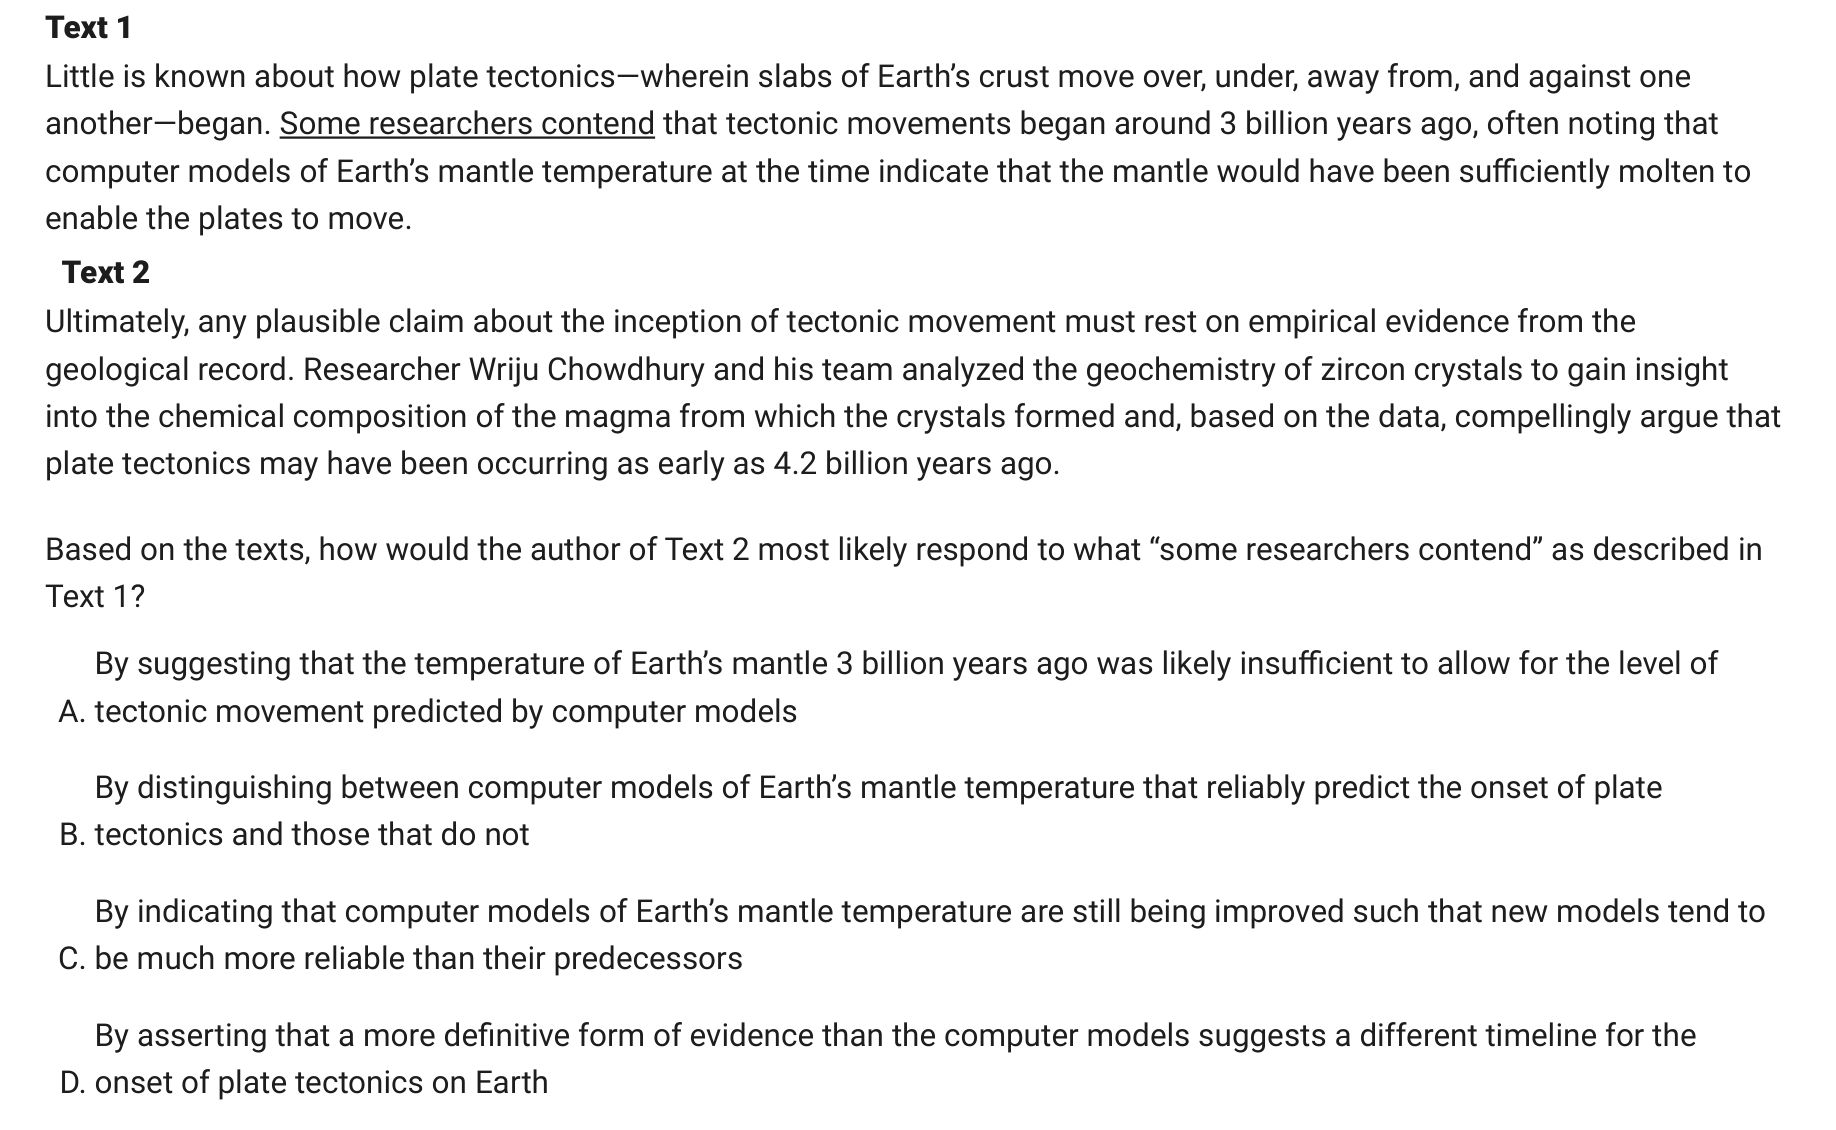 Text 1
Little is known about how plate tectonics—wherein slabs of Earth’s crust move over, under, away from, and against one
another—began. Some researchers contend that tectonic movements began around 3 billion years ago, often noting that
computer models of Earth’s mantle temperature at the time indicate that the mantle would have been sufficiently molten to
enable the plates to move.
Text 2
Ultimately, any plausible claim about the inception of tectonic movement must rest on empirical evidence from the
geological record. Researcher Wriju Chowdhury and his team analyzed the geochemistry of zircon crystals to gain insight
into the chemical composition of the magma from which the crystals formed and, based on the data, compellingly argue that
plate tectonics may have been occurring as early as 4.2 billion years ago.
Based on the texts, how would the author of Text 2 most likely respond to what “some researchers contend” as described in
Text 1?
By suggesting that the temperature of Earth’s mantle 3 billion years ago was likely insufficient to allow for the level of
A. tectonic movement predicted by computer models
By distinguishing between computer models of Earth’s mantle temperature that reliably predict the onset of plate
B. tectonics and those that do not
By indicating that computer models of Earth’s mantle temperature are still being improved such that new models tend to
C. be much more reliable than their predecessors
By asserting that a more definitive form of evidence than the computer models suggests a different timeline for the
D. onset of plate tectonics on Earth